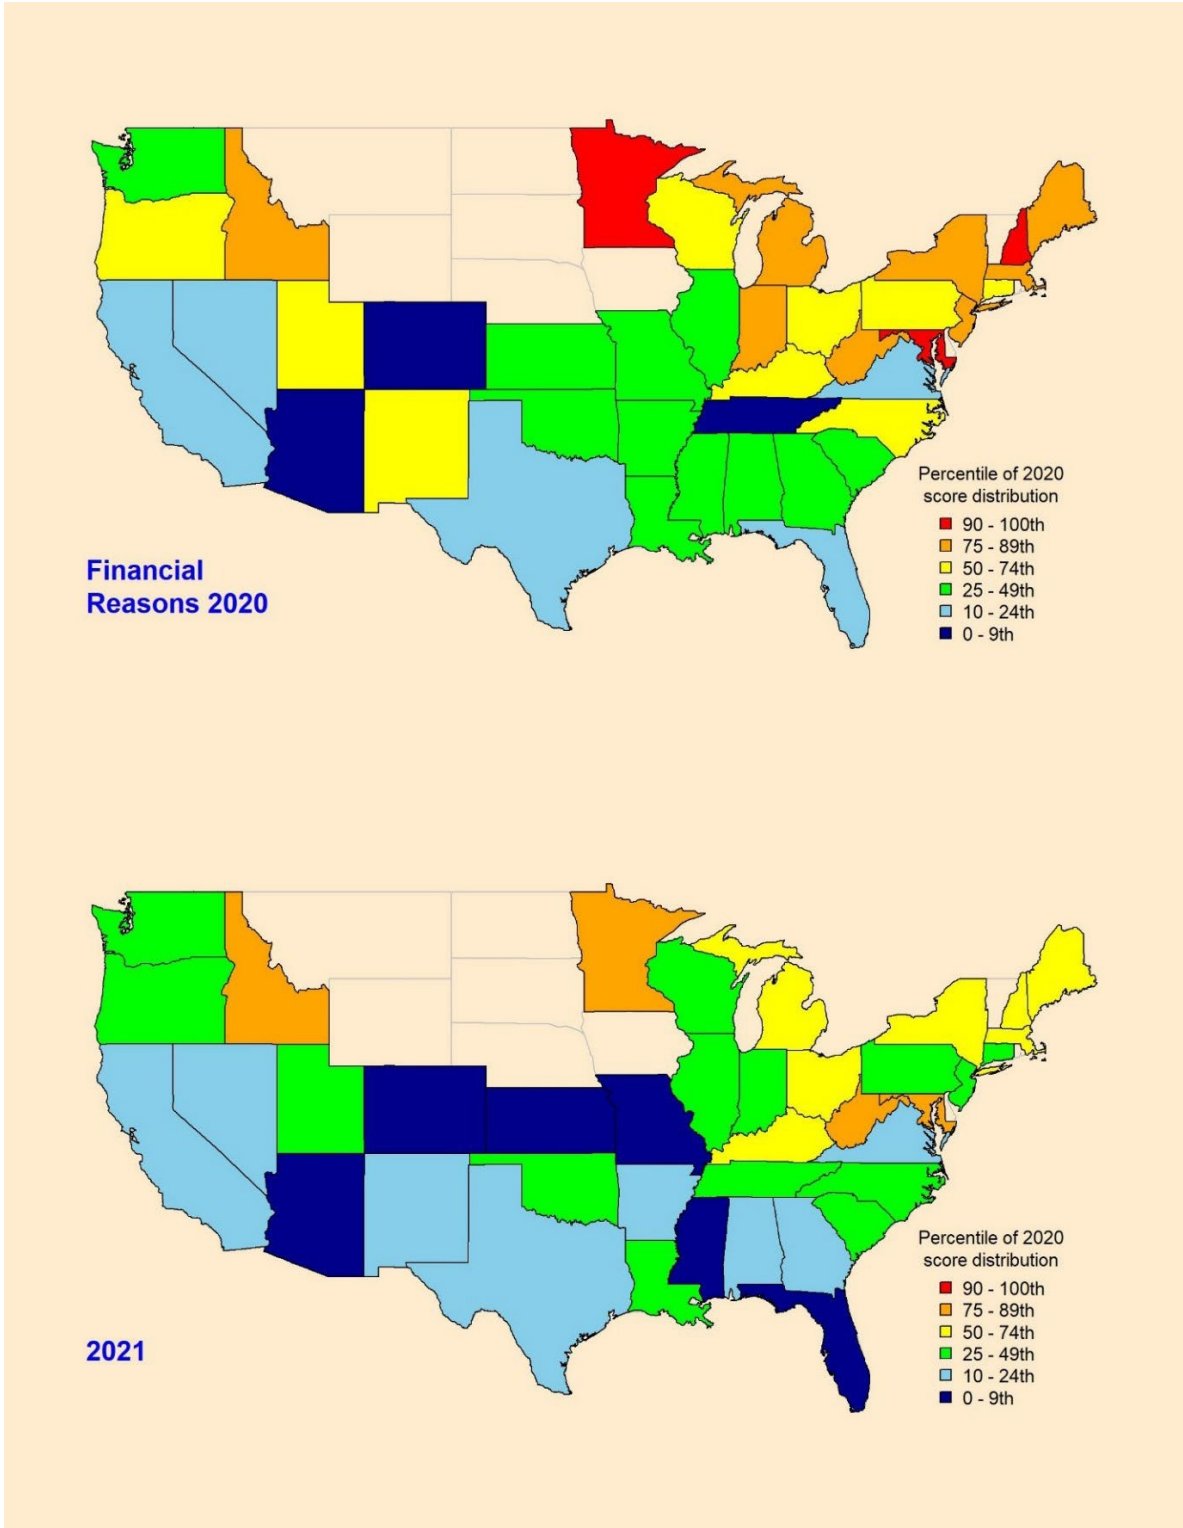 Percentile of 2020
score distribution
90 - 100th
75 - 89th
50 - 74th
25 - 49th
10 - 24th
0 - 9th
Financial
Reasons 2020
Percentile of 2020
score distribution
90 - 100th
75 - 89th
50 - 74th
25 - 49th
10 - 24th
0 - 9th
2021